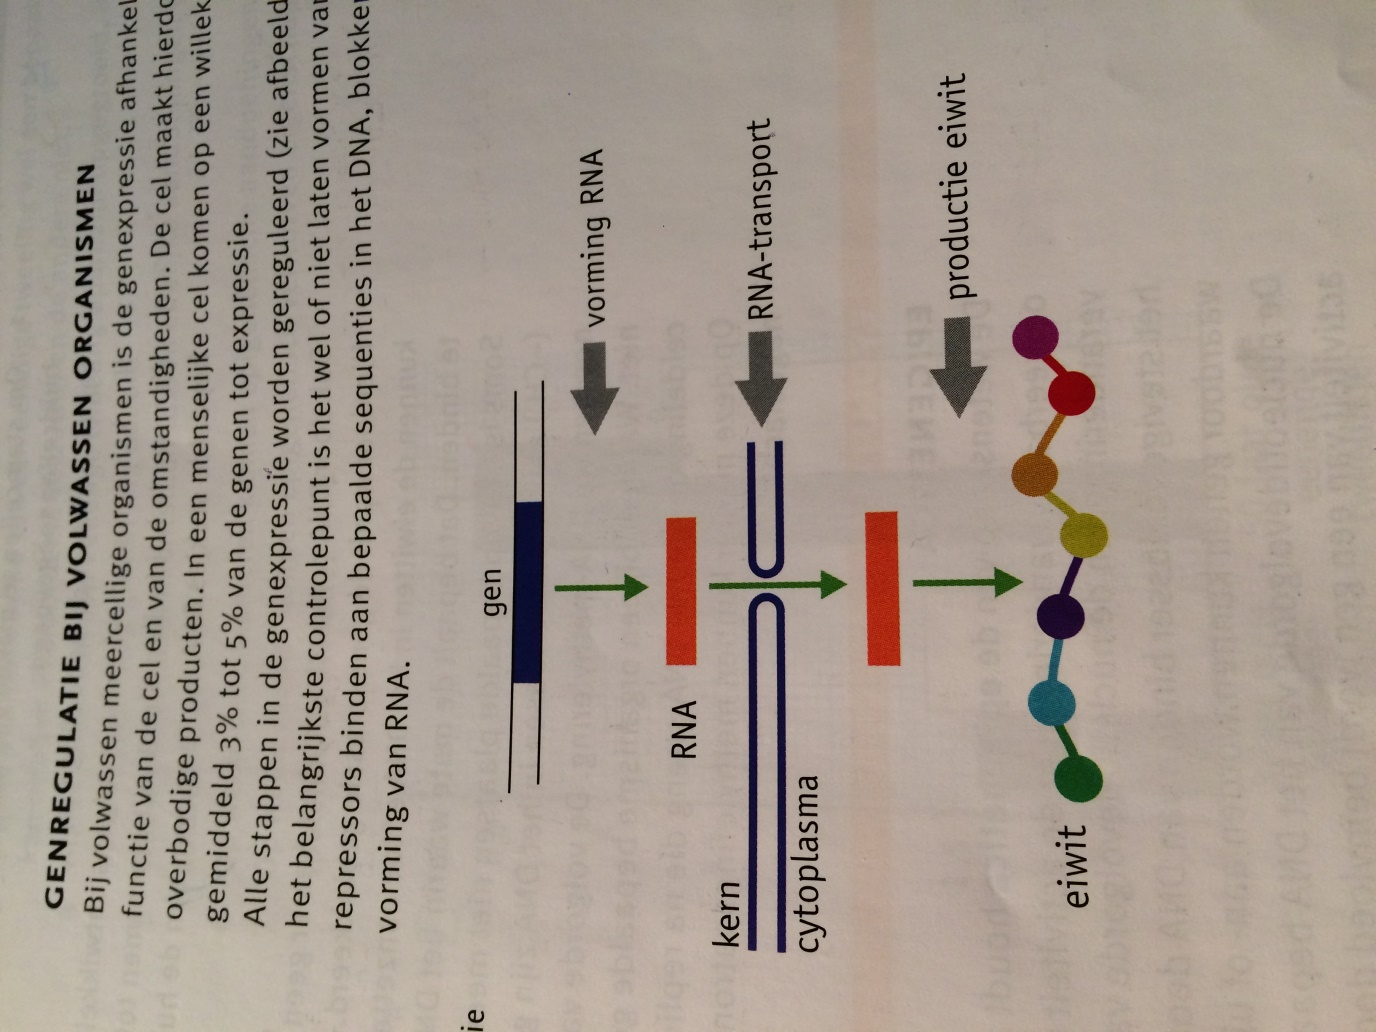 GENREGULATIE BIJ VOLWASSEN ORGANISMEN
Bij volwassen meercellige organismen is de genexpressie afhankel
functie van de cel en van de omstandigheden. De cel maakt hierdo
overbodige producten. In een menselijke cel komen op een willek
gemiddeld 3% tot 5% van de genen tot expressie.
Alle stappen in de genexpressie worden gereguleerd (zie afbeeld
het belangrijkste controlepunt is het wel of niet laten vormen van
repressors binden aan bepaalde sequenties in het DNA, blokke
vorming van RNA.
ie
gen
vorming RNA
RNA
RNA-transport
kern
cytoplasma
productie eiwit
eiwit